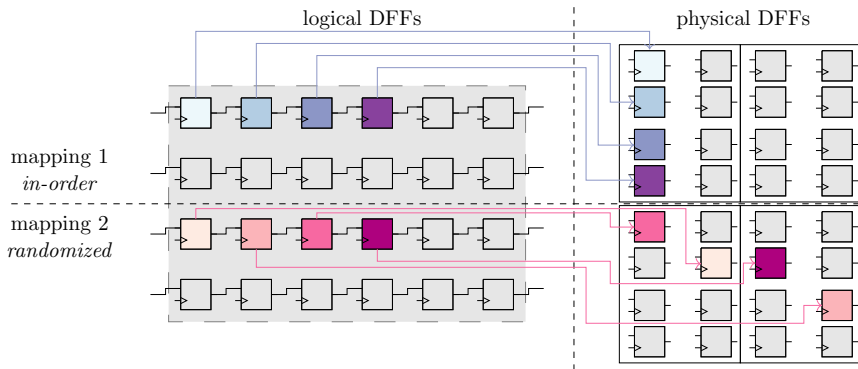 logical DFFs
physical DFFs
mapping 1
in-order
mapping 2
randomized